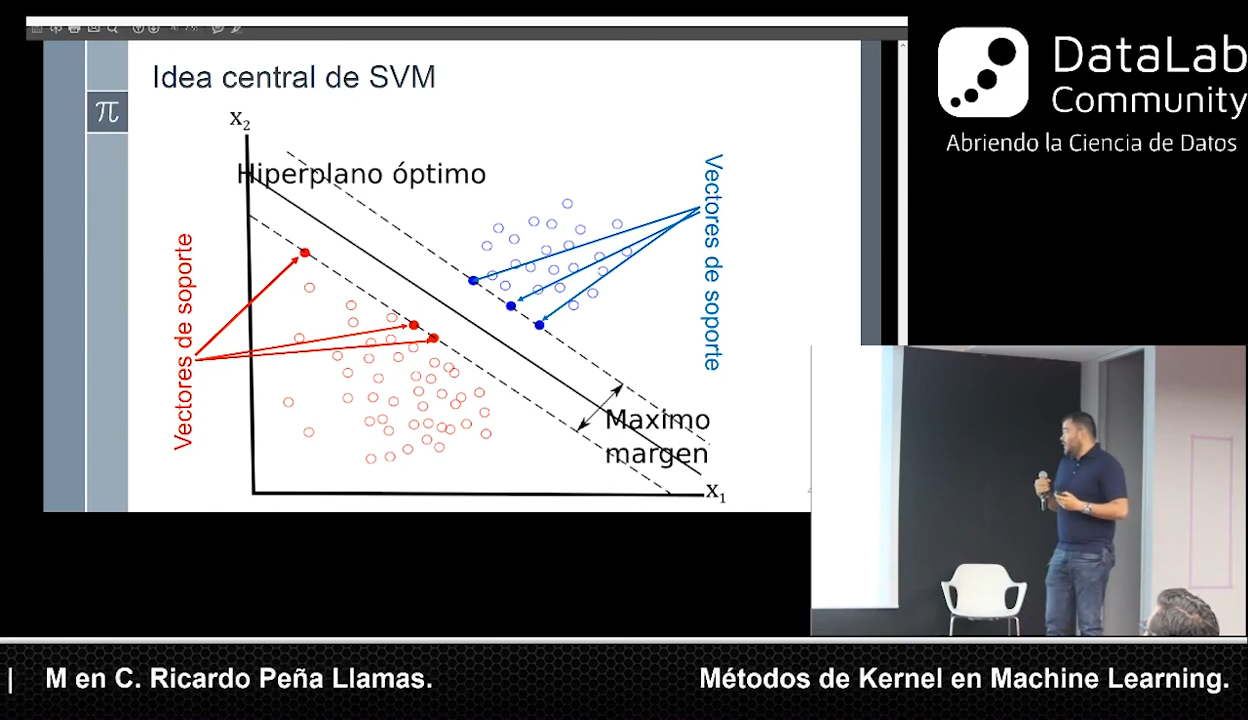 Idea central de SVM
π
X₂
Hiperplano óptimo
Vectores de soporte
Vectores de soporte
Maximo
margen
X₁
DataLab
Community
Abriendo la Ciencia de Datos
| M en C. Ricardo Peña Llamas.
Métodos de Kernel en Machine Learning.